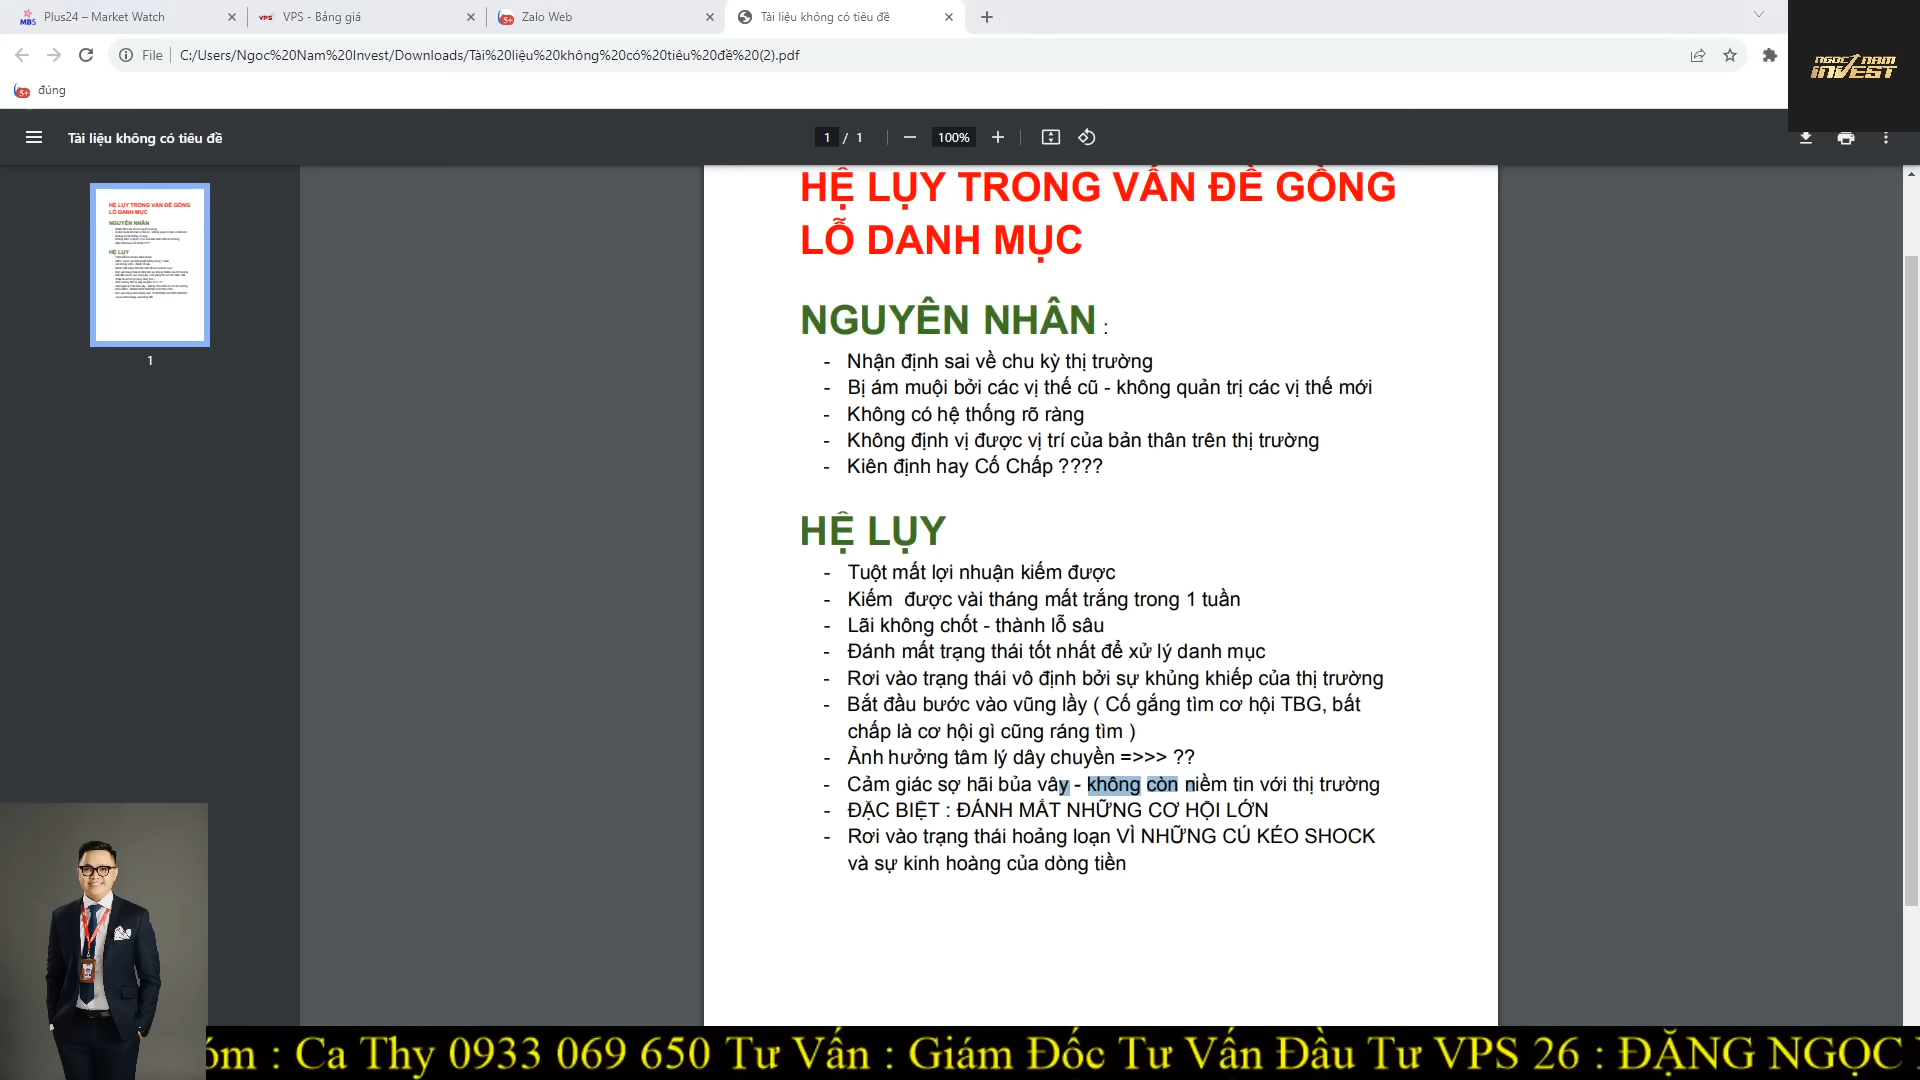 Plus24 – Market Watch
VPS - Bảng giá
Zalo Web
Tài liệu không có tiêu đề
File
C:/Users/Ngoc%20Nam%20Invest/Downloads/Tài%20liệu%20không%20có%20tiêu%20đề%20(2).pdf
NGOC NAM
INVEST
đúng
Tài liệu không có tiêu đề
1 / 1
100%
HỆ LỤY TRONG VẤN ĐỀ GỒNG
LỖ DANH MỤC
NGUYÊN NHÂN :
- Nhận định sai về chu kỳ thị trường
- Bị ám muội bởi các vị thế cũ - không quản trị các vị thế mới
- Không có hệ thống rõ ràng
- Không định vị được vị trí của bản thân trên thị trường
- Kiên định hay Cố Chấp ????
HỆ LỤY
- Tuột mất lợi nhuận kiếm được
- Kiếm  được vài tháng mất trắng trong 1 tuần
- Lãi không chốt - thành lỗ sâu
- Đánh mất trạng thái tốt nhất để xử lý danh mục
- Rơi vào trạng thái vô định bởi sự khủng khiếp của thị trường
- Bắt đầu bước vào vũng lầy ( Cố gắng tìm cơ hội TBG, bất
chấp là cơ hội gì cũng ráng tìm )
- Ảnh hưởng tâm lý dây chuyền =>>> ??
- Cảm giác sợ hãi bủa vây - không còn niềm tin với thị trường
- ĐẶC BIỆT : ĐÁNH MẤT NHỮNG CƠ HỘI LỚN
- Rơi vào trạng thái hoảng loạn VÌ NHỮNG CÚ KÉO SHOCK
và sự kinh hoàng của dòng tiền
1
óm : Ca Thy 0933 069 650 Tư Vấn : Giám Đốc Tư Vấn Đầu Tư VPS 26 : ĐẶNG NGỌC